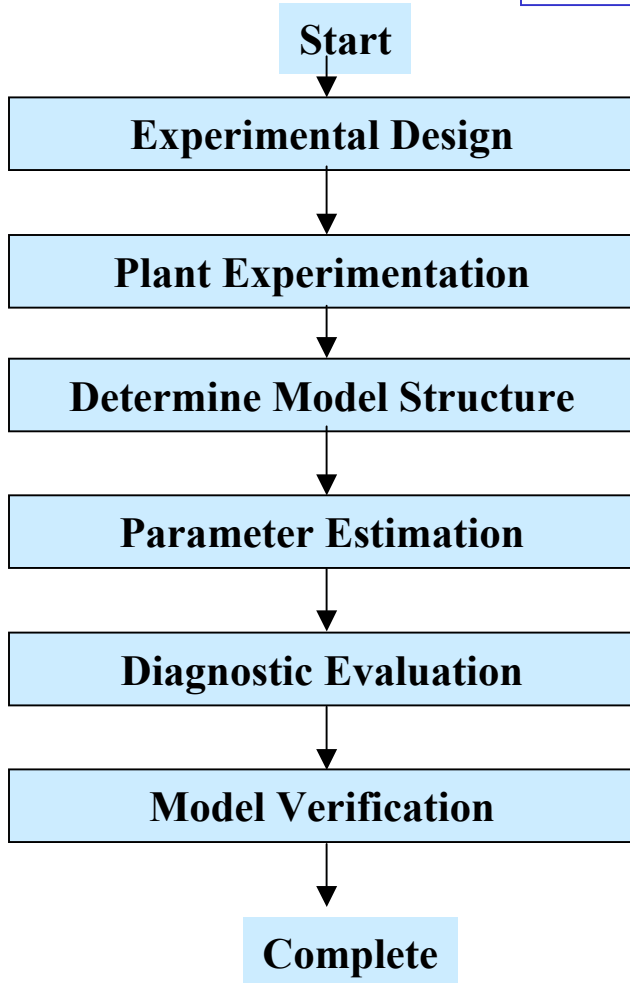 Start
Experimental Design
Plant Experimentation
Determine Model Structure
Parameter Estimation
Diagnostic Evaluation
Model Verification
Complete